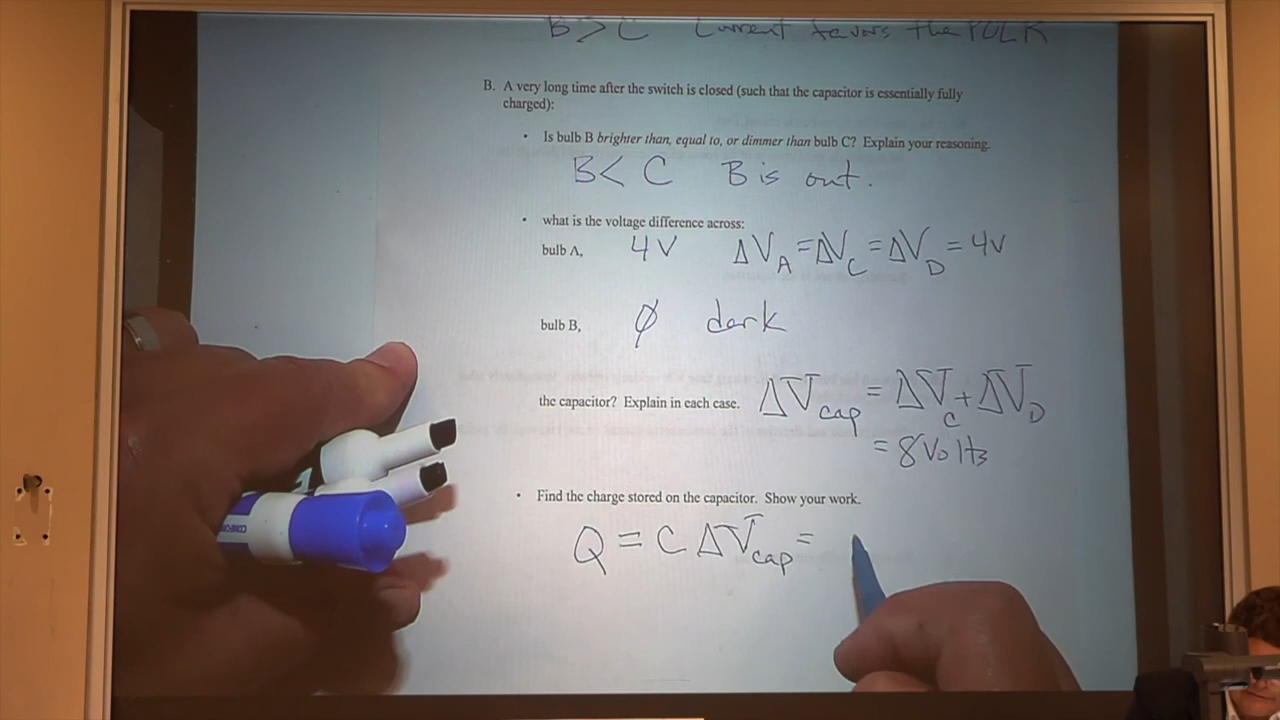 B > C Current favors the POLR
B. A very long time after the switch is closed (such that the capacitor is essentially fully
charged):
• Is bulb B brighter than, equal to, or dimmer than bulb C? Explain your reasoning.
B < C B is out.
• what is the voltage difference across:
bulb A, 4V ΔV_A = ΔV_C = ΔV_D = 4V
bulb B, ∅ dark
the capacitor? Explain in each case. ΔV_cap = ΔV_C + ΔV_D
= 8 Volts
• Find the charge stored on the capacitor. Show your work.
Q = C ΔV_cap =